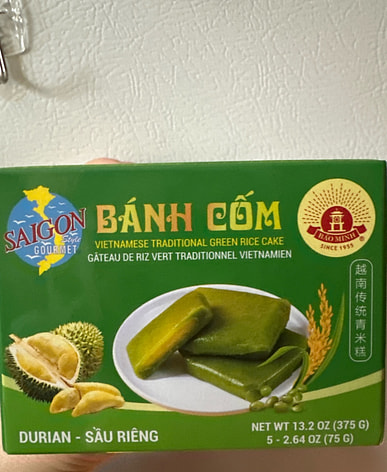 SAIGON
Style
GOURMET
BÁNH CỐM
VIETNAMESE TRADITIONAL GREEN RICE CAKE
GÂTEAU DE RIZ VERT TRADITIONNEL VIETNAMIEN
BẢO MINH
SINCE 1955
越南传统青米糕
DURIAN - SẦU RIÊNG
NET WT 13.2 OZ (375 G)
5 - 2.64 OZ (75 G)